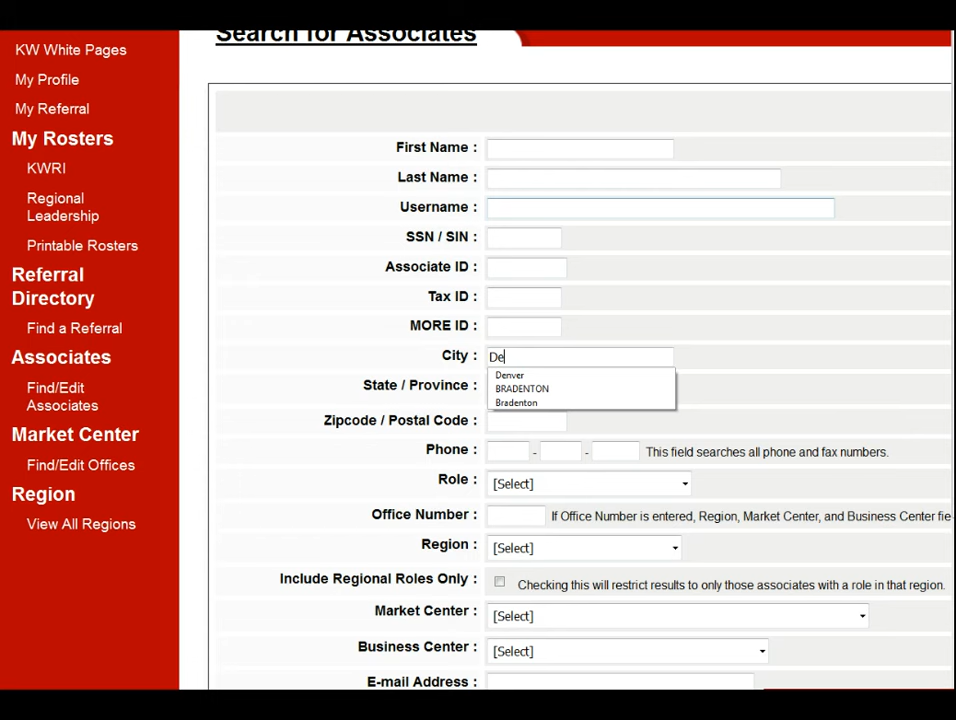 Search for Associates
KW White Pages
My Profile
My Referral
My Rosters
KWRI
Regional
Leadership
Printable Rosters
Referral
Directory
Find a Referral
Associates
Find/Edit
Associates
Market Center
Find/Edit Offices
Region
View All Regions
First Name :
Last Name :
Username :
SSN / SIN :
Associate ID :
Tax ID :
MORE ID :
City : De
Denver
BRADENTON
Bradenton
State / Province :
Zipcode / Postal Code :
Phone : - - This field searches all phone and fax numbers.
Role : [Select]
Office Number : If Office Number is entered, Region, Market Center, and Business Center fie
Region : [Select]
Include Regional Roles Only : Checking this will restrict results to only those associates with a role in that region.
Market Center : [Select]
Business Center : [Select]
E-mail Address :